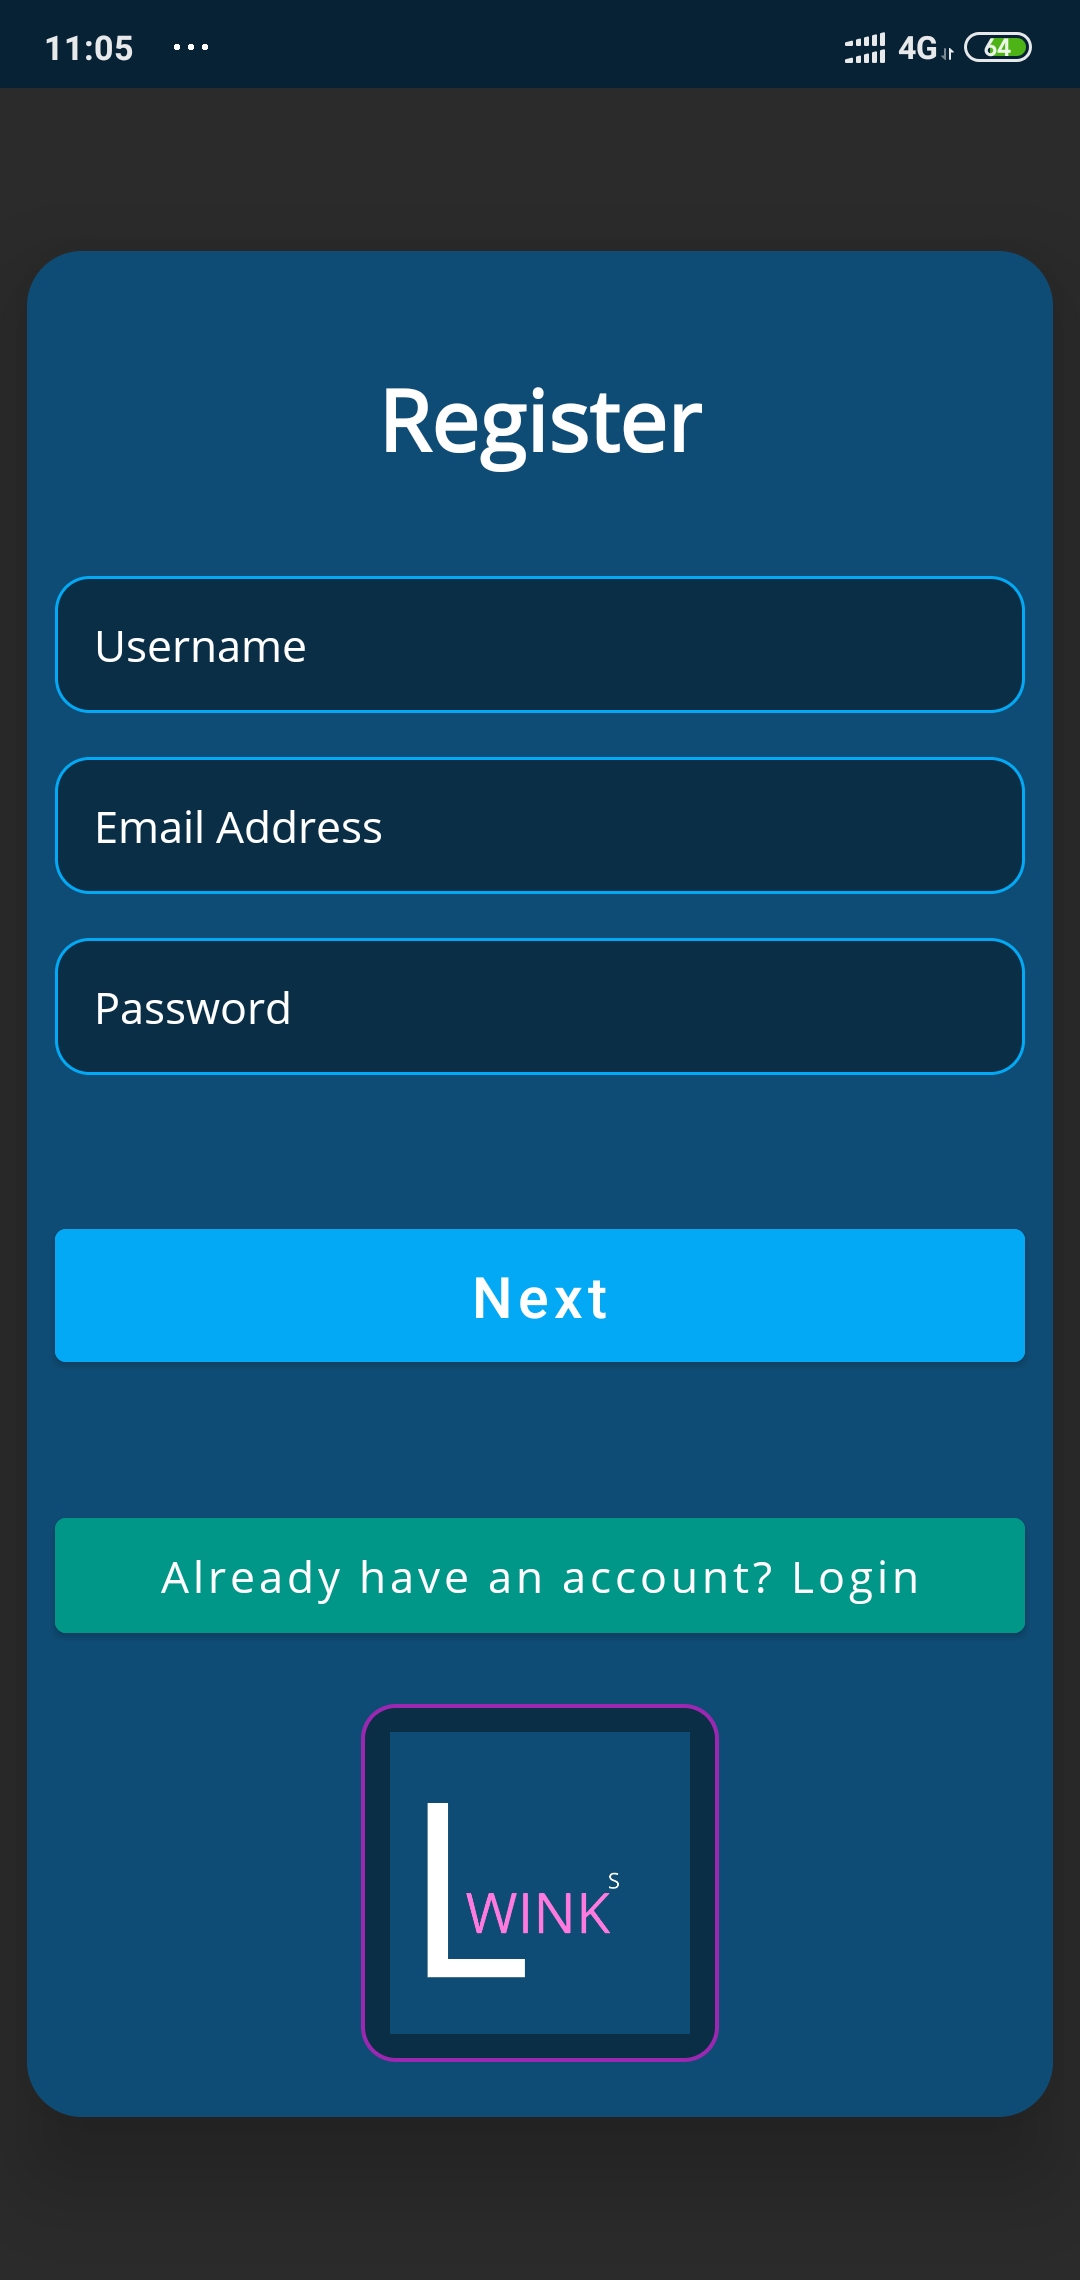 11:05 ... 4G 64
Register
Username
Email Address
Password
Next
Already have an account? Login
L
WINK
S